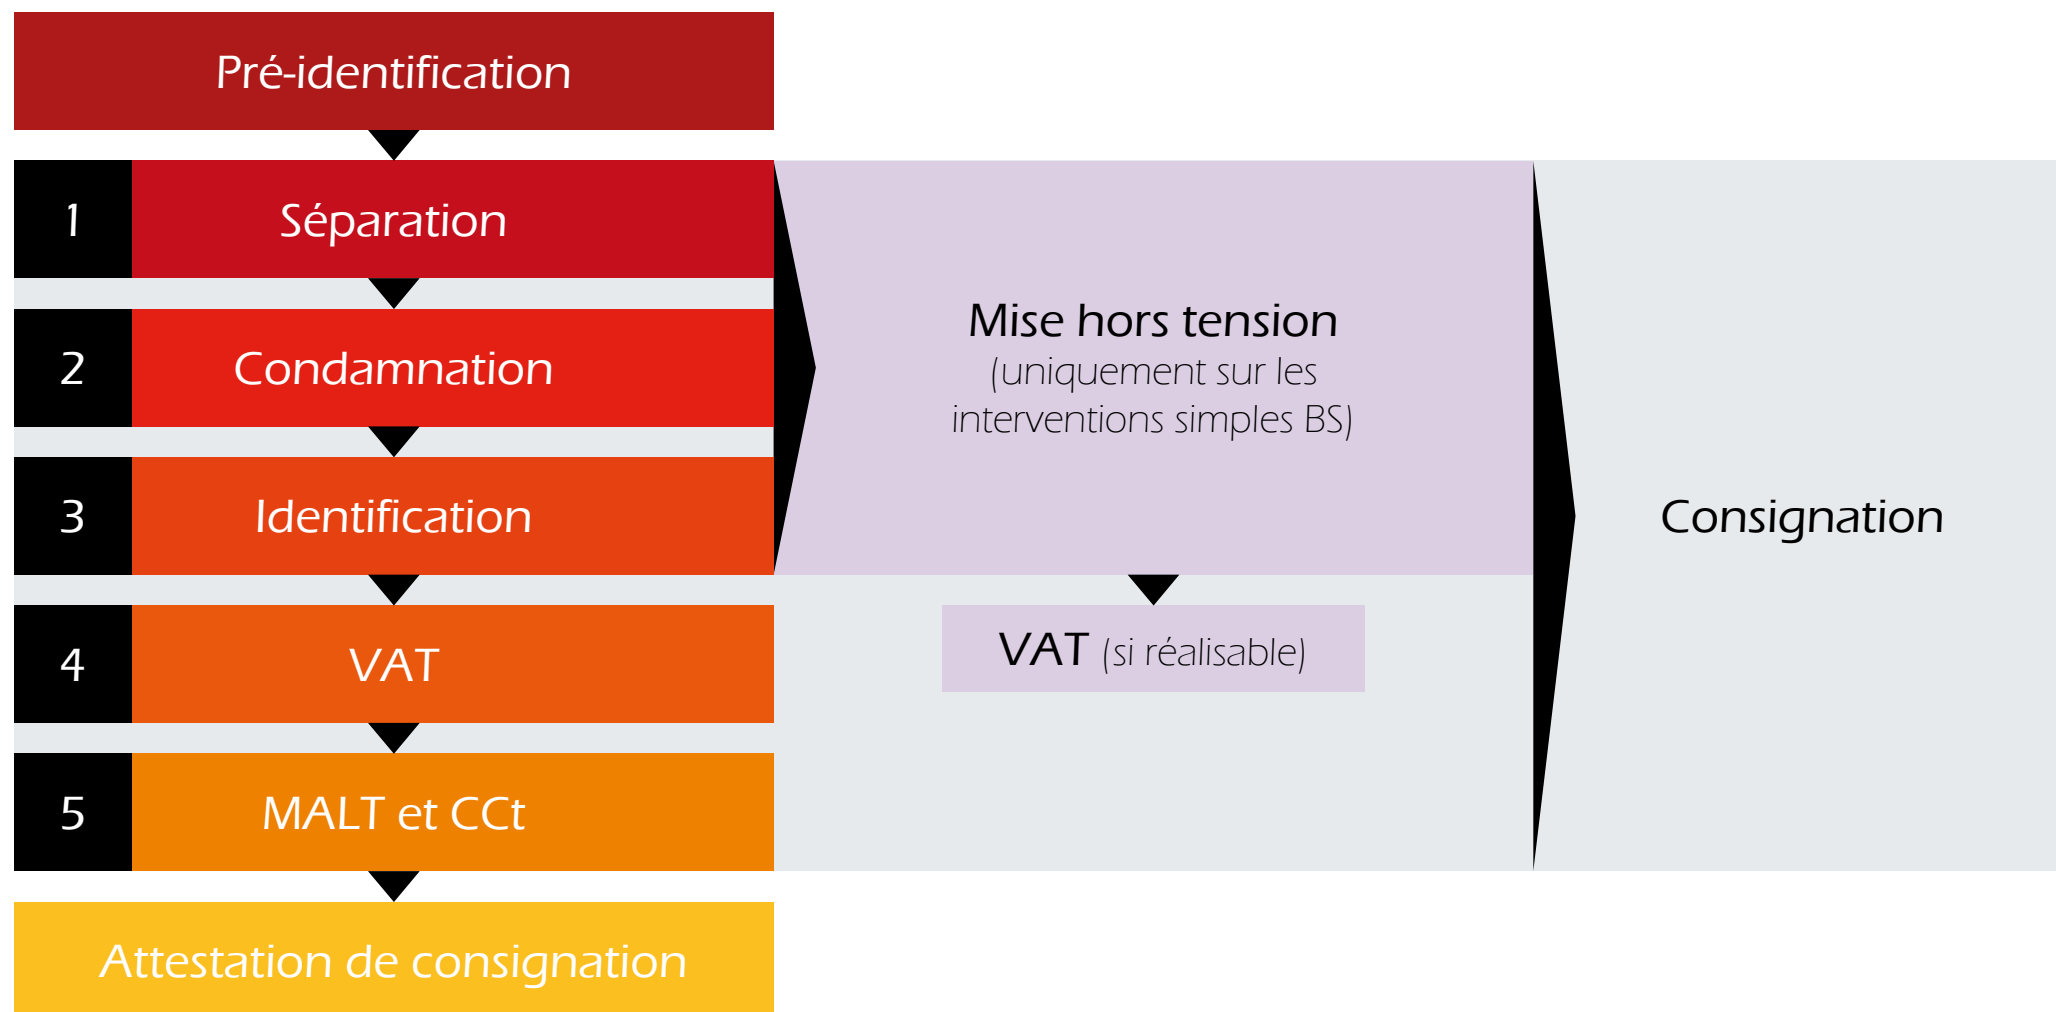 Pré-identification
1 Séparation
2 Condamnation
3 Identification
4 VAT
5 MALT et CCt
Attestation de consignation
Mise hors tension
(uniquement sur les
interventions simples BS)
VAT (si réalisable)
Consignation